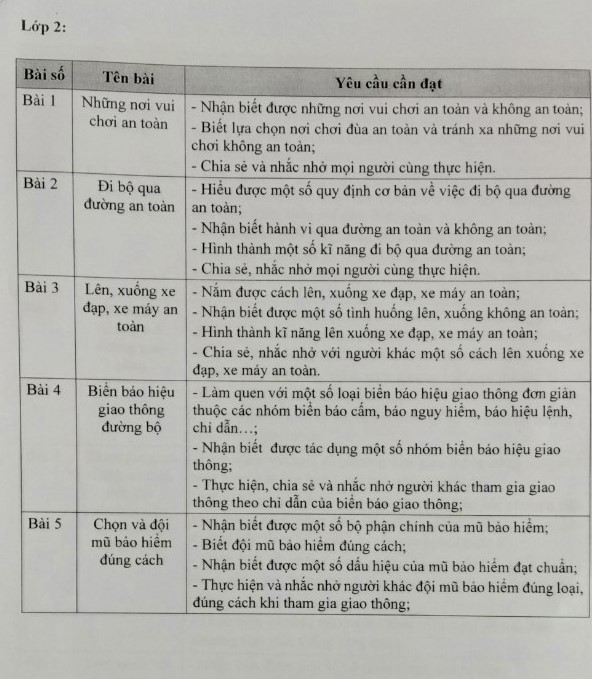 Lớp 2:
Bài số Tên bài Yêu cầu cần đạt
Bài 1 Những nơi vui chơi an toàn
- Nhận biết được những nơi vui chơi an toàn và không an toàn;
- Biết lựa chọn nơi chơi đùa an toàn và tránh xa những nơi vui
chơi không an toàn;
- Chia sẻ và nhắc nhở mọi người cùng thực hiện.
Bài 2 Đi bộ qua đường an toàn
- Hiểu được một số quy định cơ bản về việc đi bộ qua đường
an toàn;
- Nhận biết hành vi qua đường an toàn và không an toàn;
- Hình thành một số kĩ năng đi bộ qua đường an toàn;
- Chia sẻ, nhắc nhở mọi người cùng thực hiện.
Bài 3 Lên, xuống xe đạp, xe máy an toàn
- Nắm được cách lên, xuống xe đạp, xe máy an toàn;
- Nhận biết được một số tình huống lên, xuống không an toàn;
- Hình thành kĩ năng lên xuống xe đạp, xe máy an toàn;
- Chia sẻ, nhắc nhở với người khác một số cách lên xuống xe
đạp, xe máy an toàn.
Bài 4 Biển báo hiệu giao thông đường bộ
- Làm quen với một số loại biển báo hiệu giao thông đơn giản
thuộc các nhóm biển báo cấm, báo nguy hiểm, báo hiệu lệnh,
chỉ dẫn…;
- Nhận biết được tác dụng một số nhóm biển báo hiệu giao
thông;
- Thực hiện, chia sẻ và nhắc nhở người khác tham gia giao
thông theo chỉ dẫn của biển báo giao thông;
Bài 5 Chọn và đội mũ bảo hiểm đúng cách
- Nhận biết được một số bộ phận chính của mũ bảo hiểm;
- Biết đội mũ bảo hiểm đúng cách;
- Nhận biết được một số dấu hiệu của mũ bảo hiểm đạt chuẩn;
- Thực hiện và nhắc nhở người khác đội mũ bảo hiểm đúng loại,
đúng cách khi tham gia giao thông;